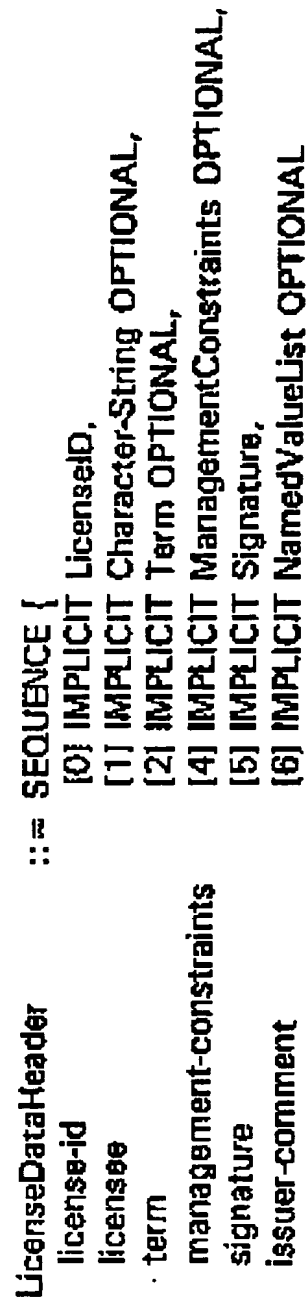 LicenseDataHeader ::= SEQUENCE {
license-id [0] IMPLICIT LicenseID,
licensee [1] IMPLICIT Character-String OPTIONAL,
term [2] IMPLICIT Term OPTIONAL,
management-constraints [4] IMPLICIT ManagementConstraints OPTIONAL,
signature [5] IMPLICIT Signature,
issuer-comment [6] IMPLICIT NamedValueList OPTIONAL